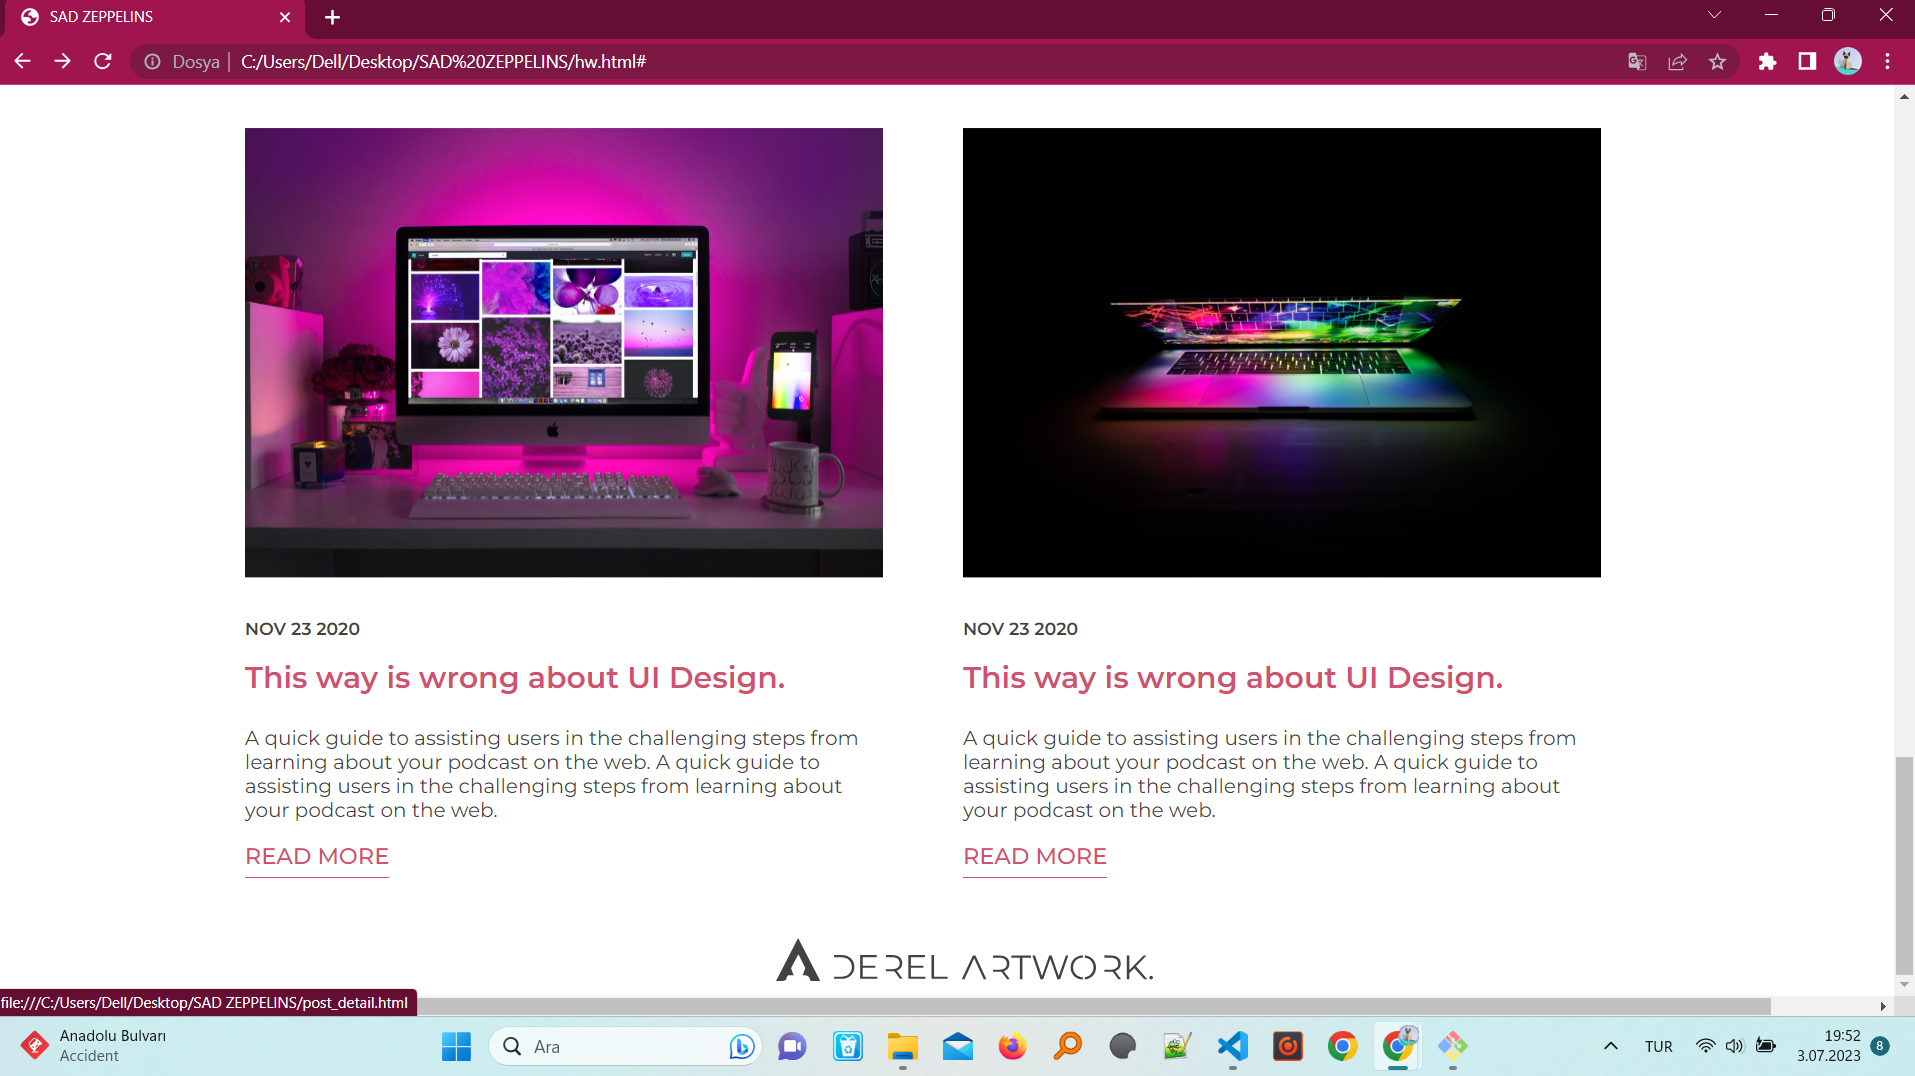 SAD ZEPPELINS
Dosya | C:/Users/Dell/Desktop/SAD%20ZEPPELINS/hw.html#
NOV 23 2020
This way is wrong about UI Design.
A quick guide to assisting users in the challenging steps from
learning about your podcast on the web. A quick guide to
assisting users in the challenging steps from learning about
your podcast on the web.
READ MORE
NOV 23 2020
This way is wrong about UI Design.
A quick guide to assisting users in the challenging steps from
learning about your podcast on the web. A quick guide to
assisting users in the challenging steps from learning about
your podcast on the web.
READ MORE
DEREL ARTWORK.
file:///C:/Users/Dell/Desktop/SAD ZEPPELINS/post_detail.html
Anadolu Bulvarı
Accident
Ara
TUR
19:52
3.07.2023
8